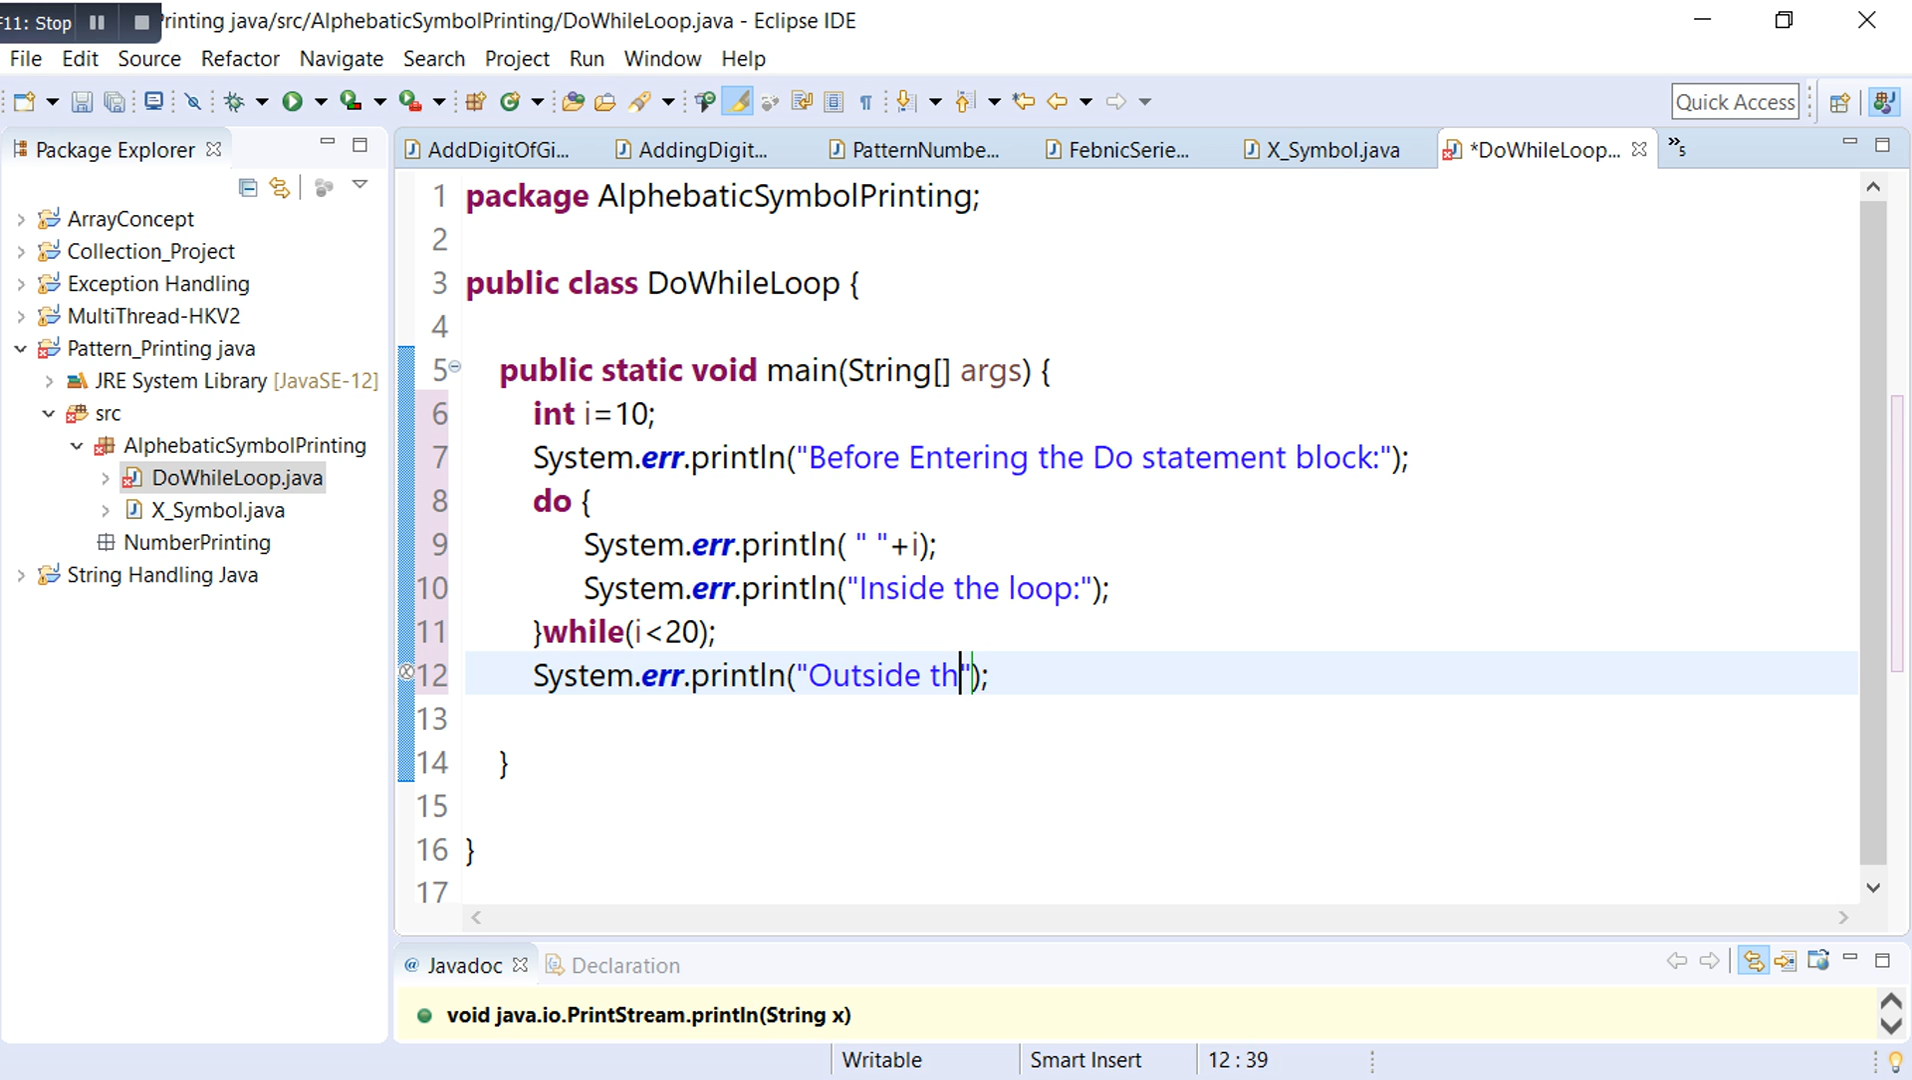 F11: Stop
Printing java/src/AlphebaticSymbolPrinting/DoWhileLoop.java - Eclipse IDE
File Edit Source Refactor Navigate Search Project Run Window Help
Quick Access
Package Explorer
ArrayConcept
Collection_Project
Exception Handling
MultiThread-HKV2
Pattern_Printing java
JRE System Library [JavaSE-12]
src
AlphebaticSymbolPrinting
DoWhileLoop.java
X_Symbol.java
NumberPrinting
String Handling Java
AddDigitOfGi... AddingDigit... PatternNumbe... FebnicSerie... X_Symbol.java *DoWhileLoop... »5
1 package AlphebaticSymbolPrinting;
2
3 public class DoWhileLoop {
4
5 public static void main(String[] args) {
6 int i=10;
7 System.err.println("Before Entering the Do statement block:");
8 do {
9 System.err.println( " "+i);
10 System.err.println("Inside the loop:");
11 }while(i<20);
12 System.err.println("Outside th");
13
14 }
15
16 }
17
@ Javadoc Declaration
void java.io.PrintStream.println(String x)
Writable Smart Insert 12 : 39